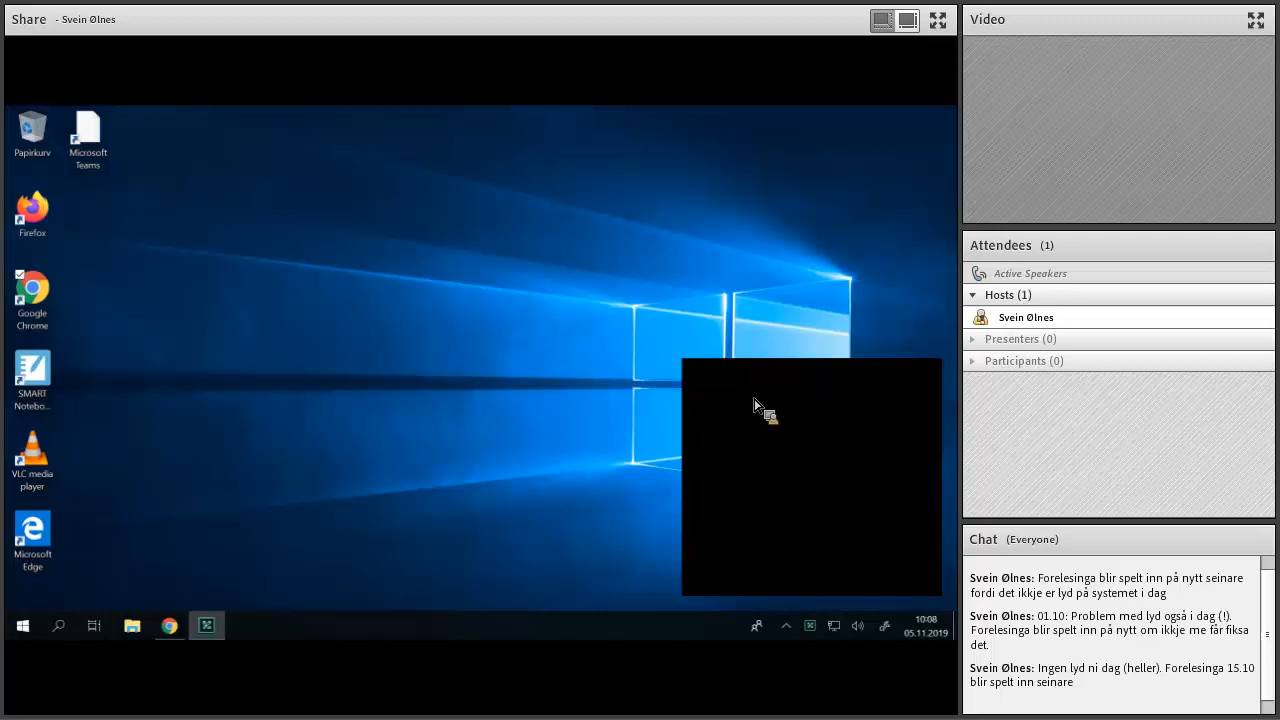 Share - Svein Ølnes
Papirkurv
Microsoft
Teams
Firefox
Google
Chrome
SMART
Notebo...
VLC media
player
Microsoft
Edge
10:08
05.11.2019
Video
Attendees (1)
Active Speakers
Hosts (1)
Svein Ølnes
Presenters (0)
Participants (0)
Chat (Everyone)
Svein Ølnes: Forelesinga blir spelt inn på nytt seinare
fordi det ikkje er lyd på systemet i dag
Svein Ølnes: 01.10: Problem med lyd også i dag (!).
Forelesinga blir spelt inn på nytt om ikkje me får fiksa
det.
Svein Ølnes: Ingen lyd ni dag (heller). Forelesinga 15.10
blir spelt inn seinare